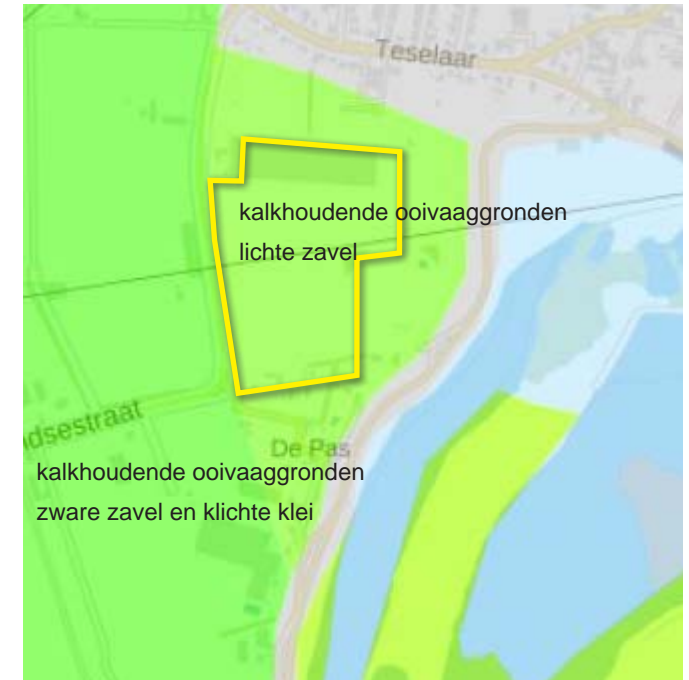 Teselaar
kalkhoudende ooivaaggronden
lichte zavel
dsestraat
De Pas
kalkhoudende ooivaaggronden
zware zavel en klichte klei